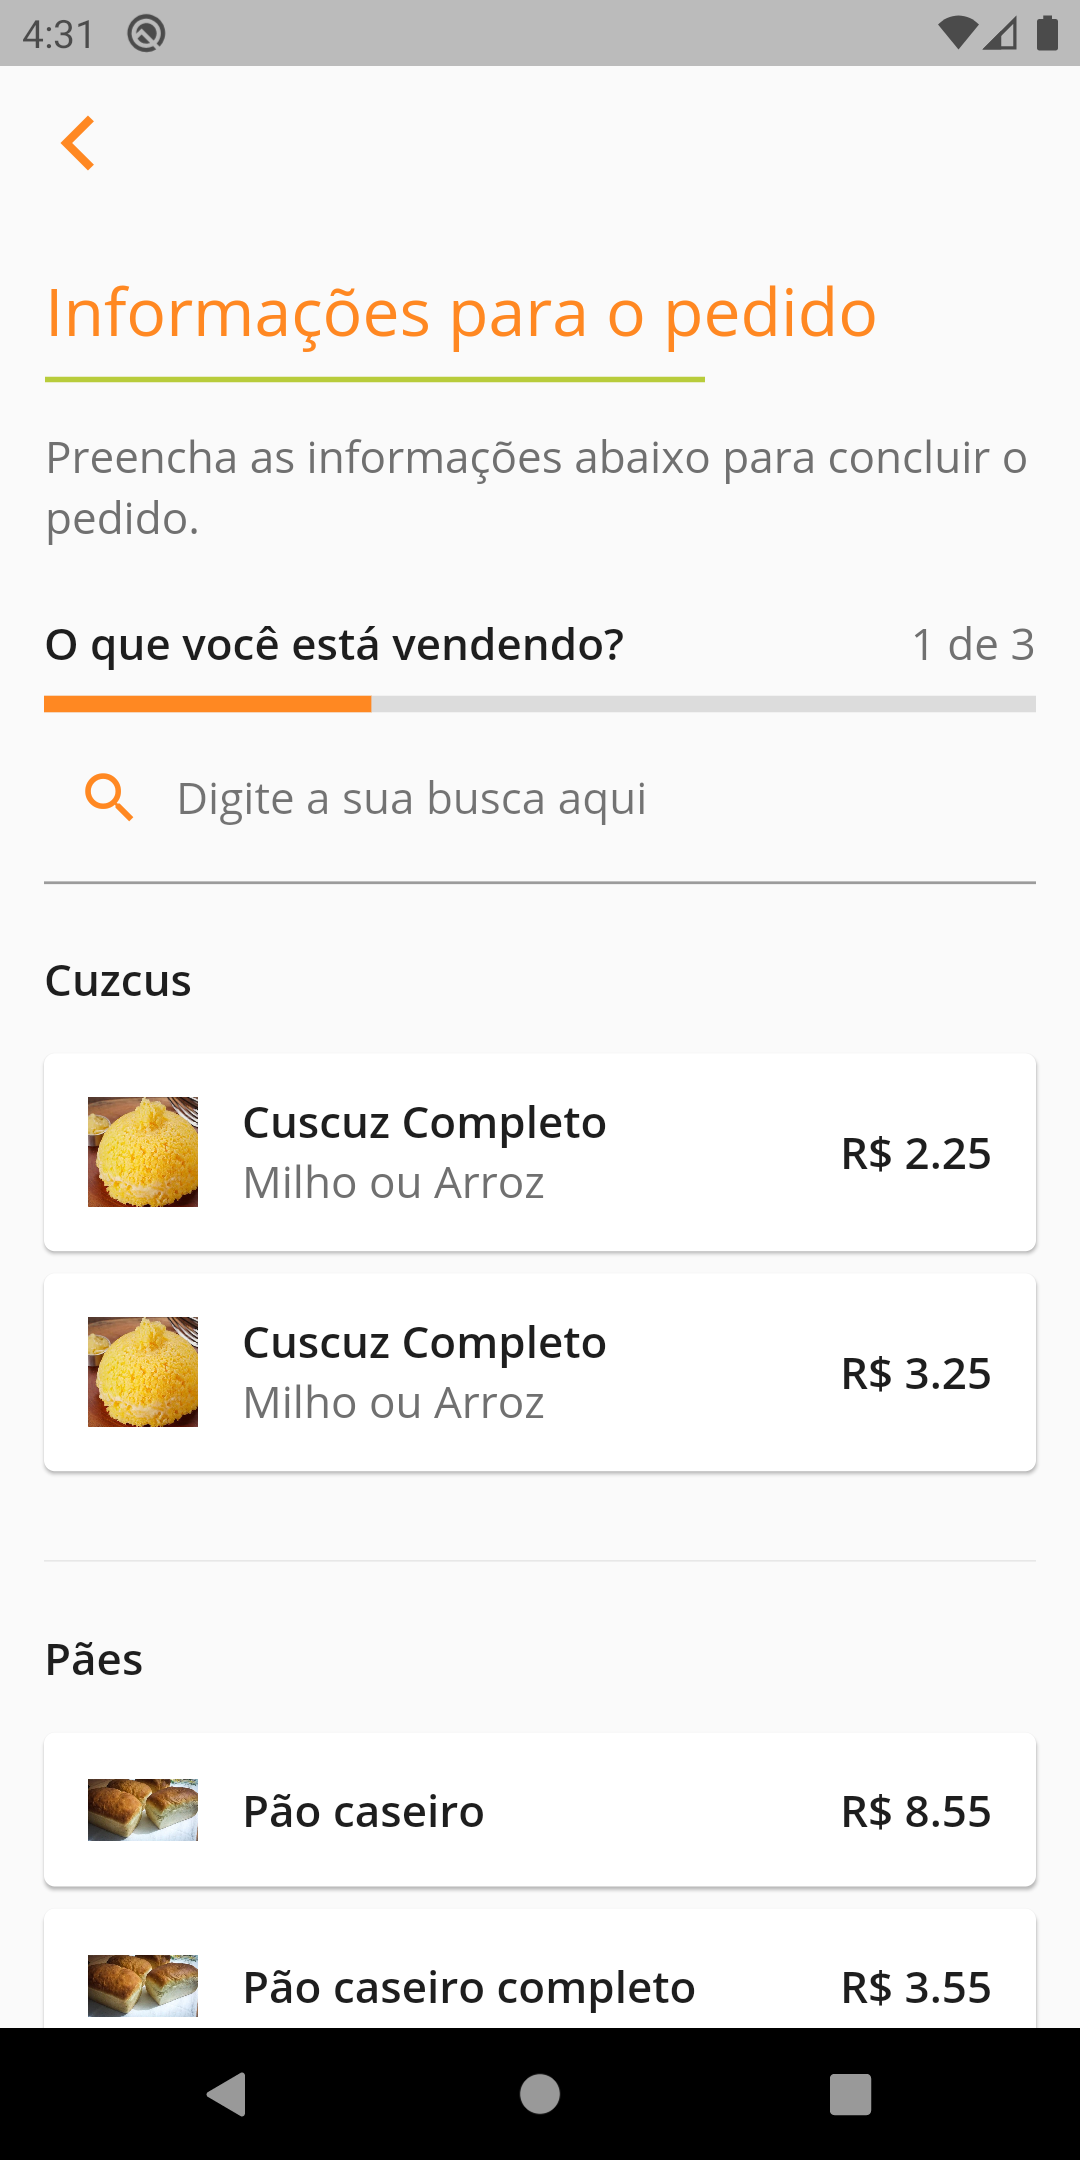 4:31
Informações para o pedido
Preencha as informações abaixo para concluir o
pedido.
O que você está vendendo? 1 de 3
Digite a sua busca aqui
Cuzcus
Cuscuz Completo
Milho ou Arroz
R$ 2.25
Cuscuz Completo
Milho ou Arroz
R$ 3.25
Pães
Pão caseiro R$ 8.55
Pão caseiro completo R$ 3.55